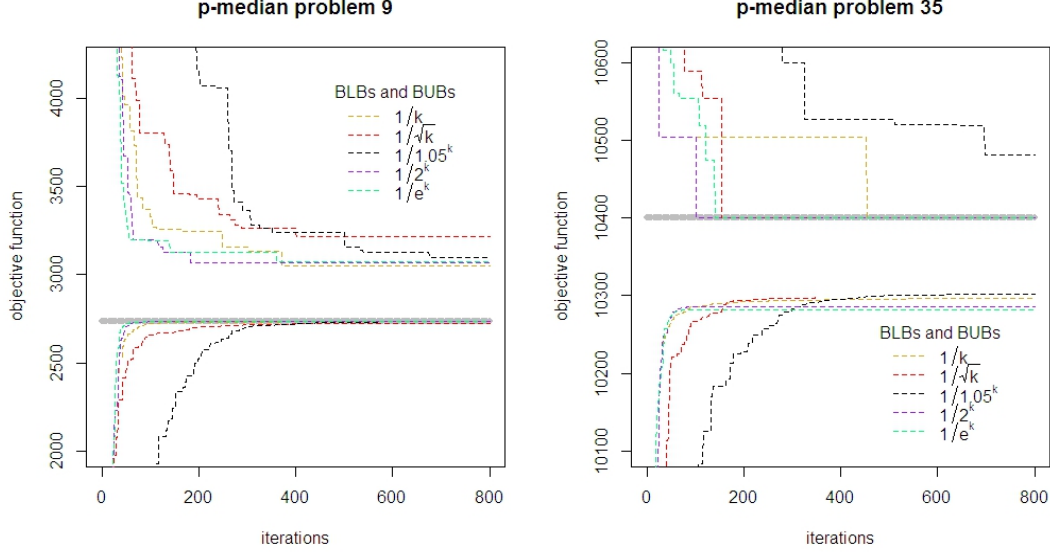 p-median problem 9
4000
3500
3000
2500
2000
objective function
BLBs and BUBs
1/k
1/√k
1/1.05^k
1/2^k
1/e^k
0
200
400
600
800
iterations
p-median problem 35
10600
10500
10400
10300
10200
10100
objective function
BLBs and BUBs
1/k
1/√k
1/1.05^k
1/2^k
1/e^k
0
200
400
600
800
iterations